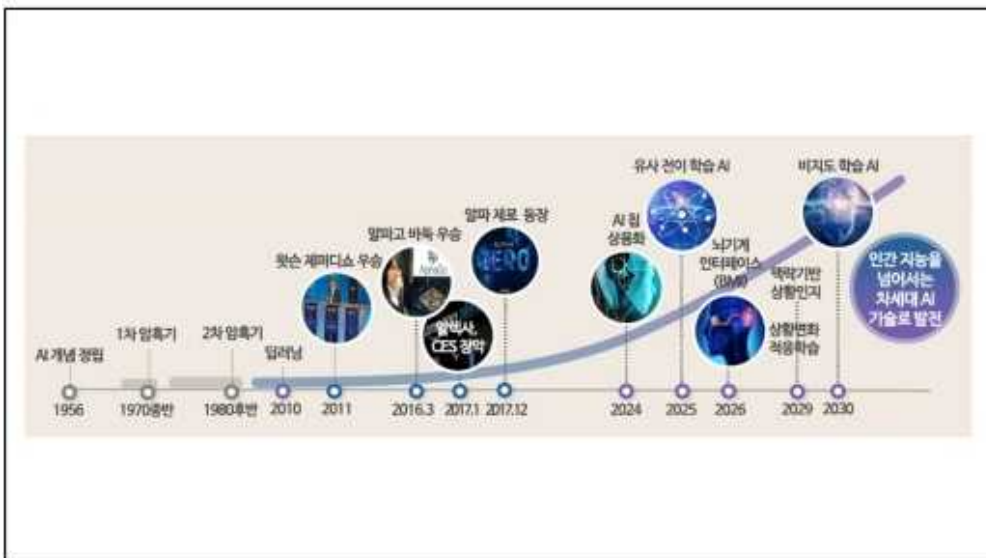 유사 전이 학습 AI
비지도 학습 AI
알파 제로 등장
AI 칩
상용화
알파고 바둑 우승
뇌기계
인터페이스
(BMI)
왓슨 제퍼디쇼 우승
맥락기반
상황인지
인간 지능을
넘어서는
차세대 AI
기술로 발전
AlphaGo
ZERO
알렉사,
CES 장악
상황변화
적응학습
1차 암흑기
2차 암흑기
AI 개념 정립
딥러닝
1956
1970중반
1980후반
2010
2011
2016.3
2017.1
2017.12
2024
2025
2026
2029
2030